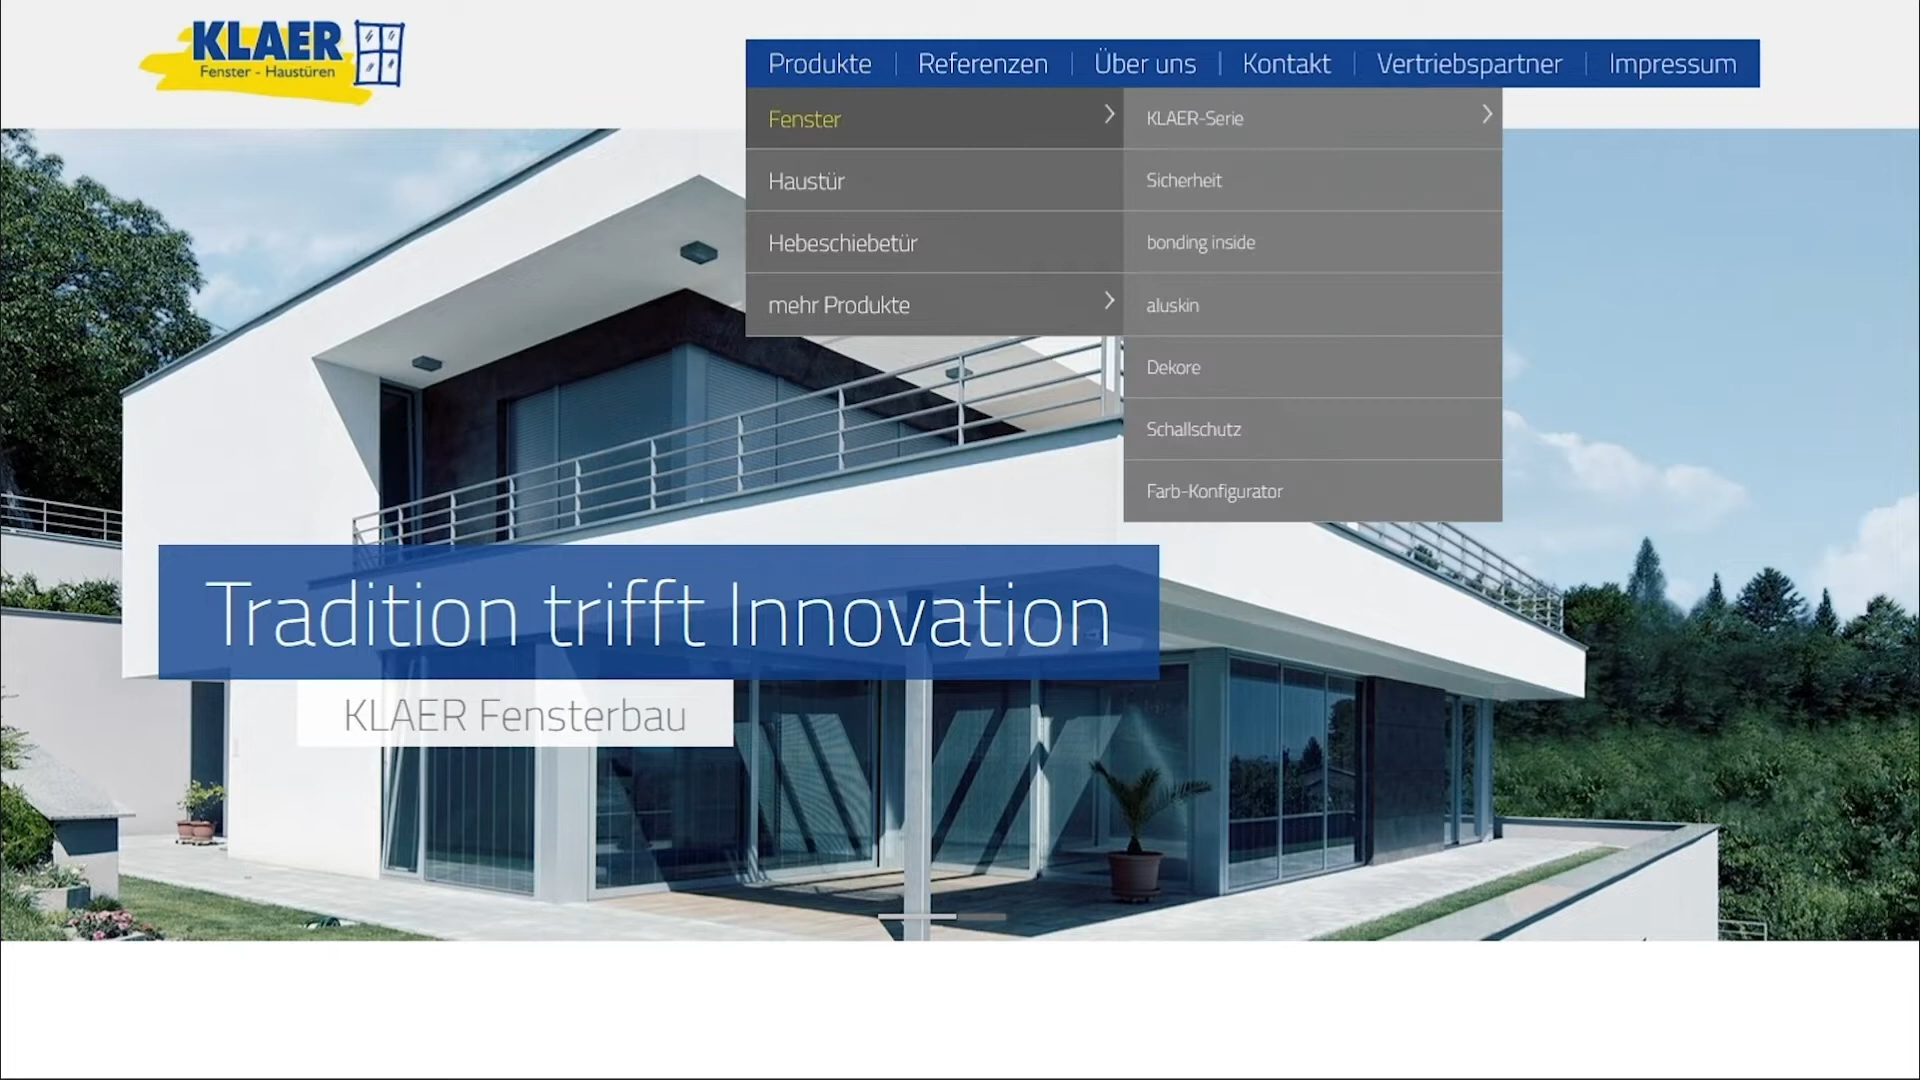 KLAER
Fenster - Haustüren
Produkte
Referenzen
Über uns
Kontakt
Vertriebspartner
Impressum
Fenster
Haustür
Hebeschiebetür
mehr Produkte
KLAER-Serie
Sicherheit
bonding inside
aluskin
Dekore
Schallschutz
Farb-Konfigurator
Tradition trifft Innovation
KLAER Fensterbau